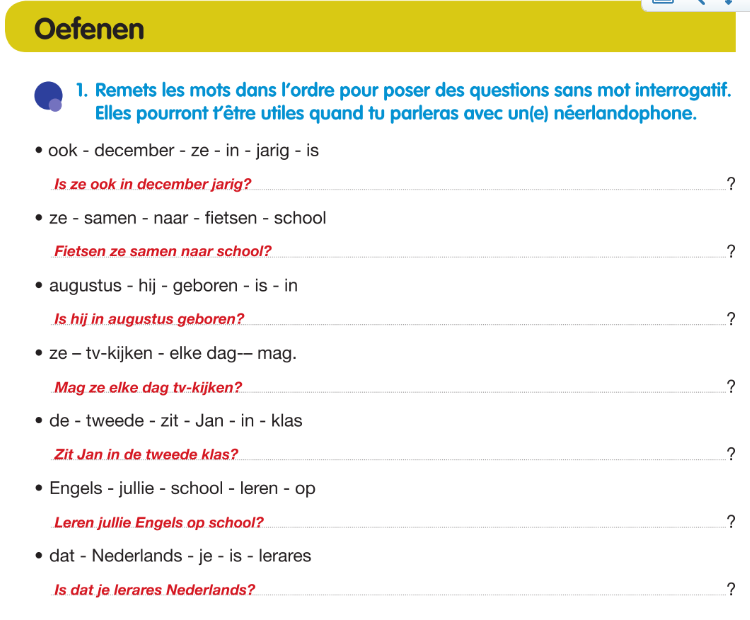 Oefenen
1. Remets les mots dans l'ordre pour poser des questions sans mot interrogatif.
Elles pourront t'être utiles quand tu parleras avec un(e) néerlandophone.
• ook - december - ze - in - jarig - is
Is ze ook in december jarig? ?
• ze - samen - naar - fietsen - school
Fietsen ze samen naar school? ?
• augustus - hij - geboren - is - in
Is hij in augustus geboren? ?
• ze – tv-kijken - elke dag-– mag.
Mag ze elke dag tv-kijken? ?
• de - tweede - zit - Jan - in - klas
Zit Jan in de tweede klas? ?
• Engels - jullie - school - leren - op
Leren jullie Engels op school? ?
• dat - Nederlands - je - is - lerares
Is dat je lerares Nederlands? ?